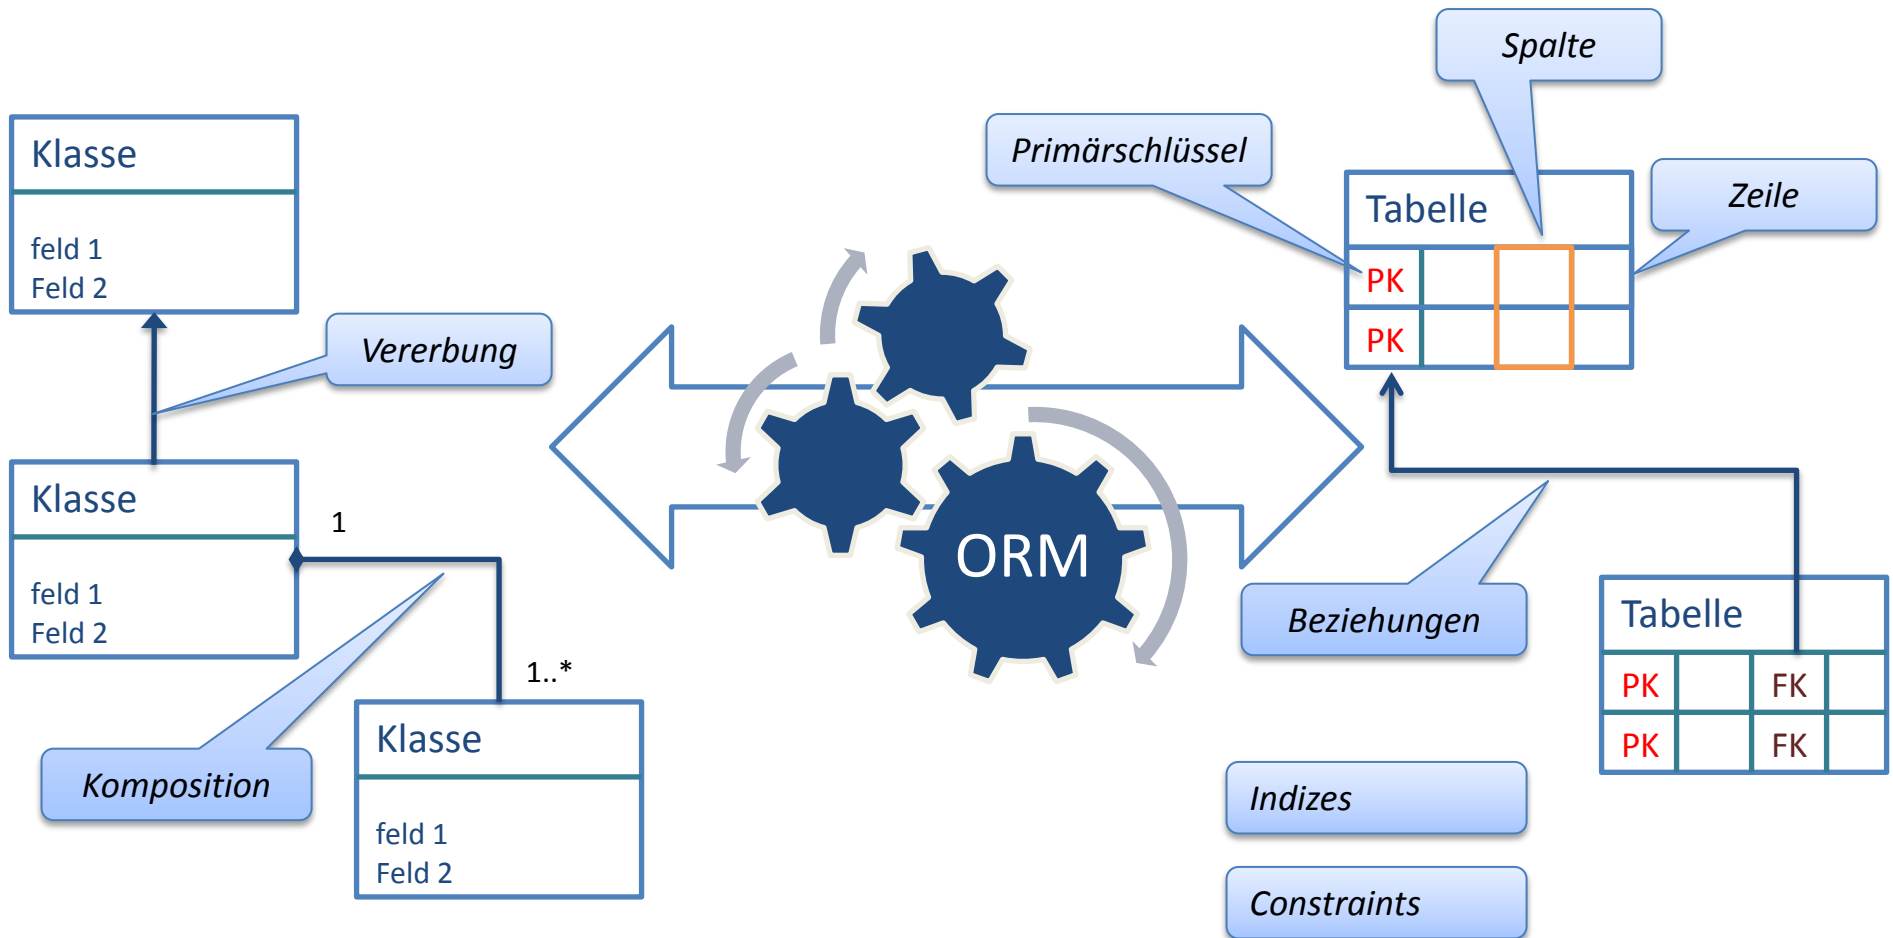 Klasse
feld 1
Feld 2
Vererbung
Klasse
feld 1
Feld 2
1
1..*
Komposition
Klasse
feld 1
Feld 2
ORM
Spalte
Primärschlüssel
Zeile
Tabelle
PK
PK
Beziehungen
Tabelle
PK FK
PK FK
Indizes
Constraints